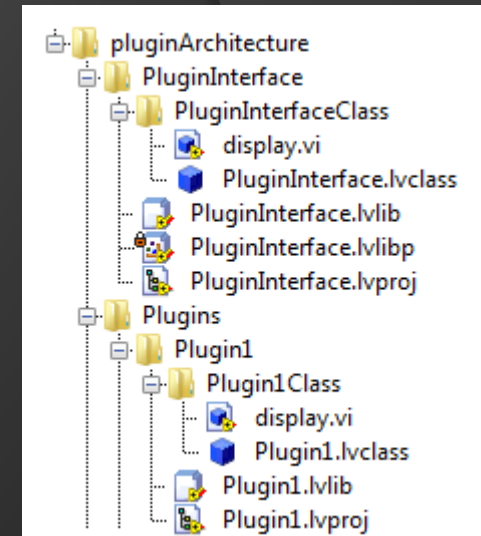 pluginArchitecture
PluginInterface
PluginInterfaceClass
display.vi
PluginInterface.lvclass
PluginInterface.lvlib
PluginInterface.lvlibp
PluginInterface.lvproj
Plugins
Plugin1
Plugin1Class
display.vi
Plugin1.lvclass
Plugin1.lvlib
Plugin1.lvproj